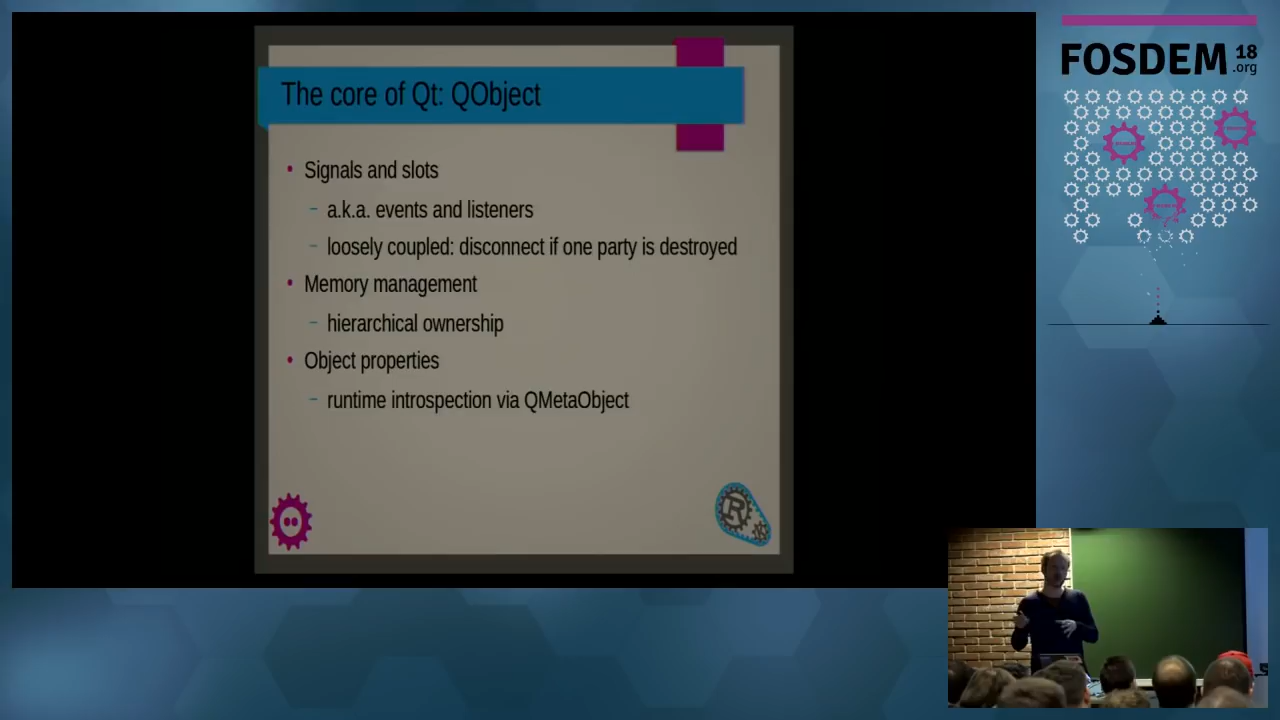 The core of Qt: QObject
• Signals and slots
– a.k.a. events and listeners
– loosely coupled: disconnect if one party is destroyed
• Memory management
– hierarchical ownership
• Object properties
– runtime introspection via QMetaObject
R
FOSDEM 18
.org